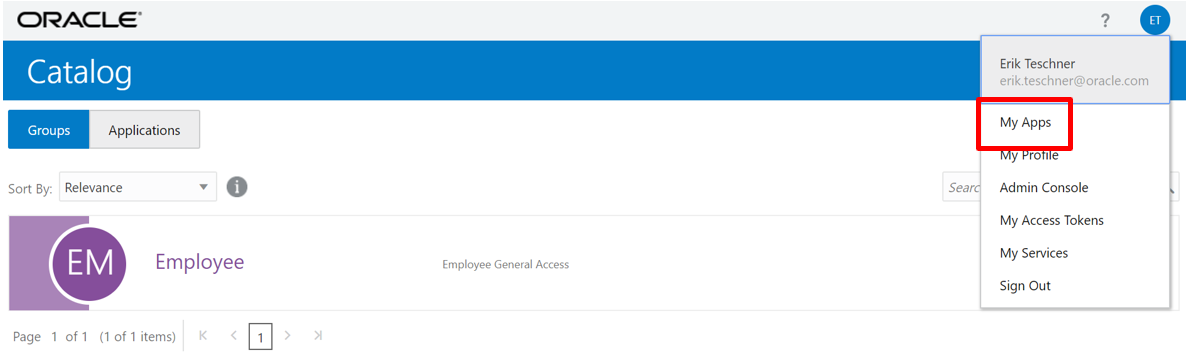 ORACLE
? ET
Catalog
Erik Teschner
erik.teschner@oracle.com
My Apps
My Profile
Admin Console
My Access Tokens
My Services
Sign Out
Groups Applications
Sort By: Relevance i
EM Employee Employee General Access
Page 1 of 1 (1 of 1 items) 1